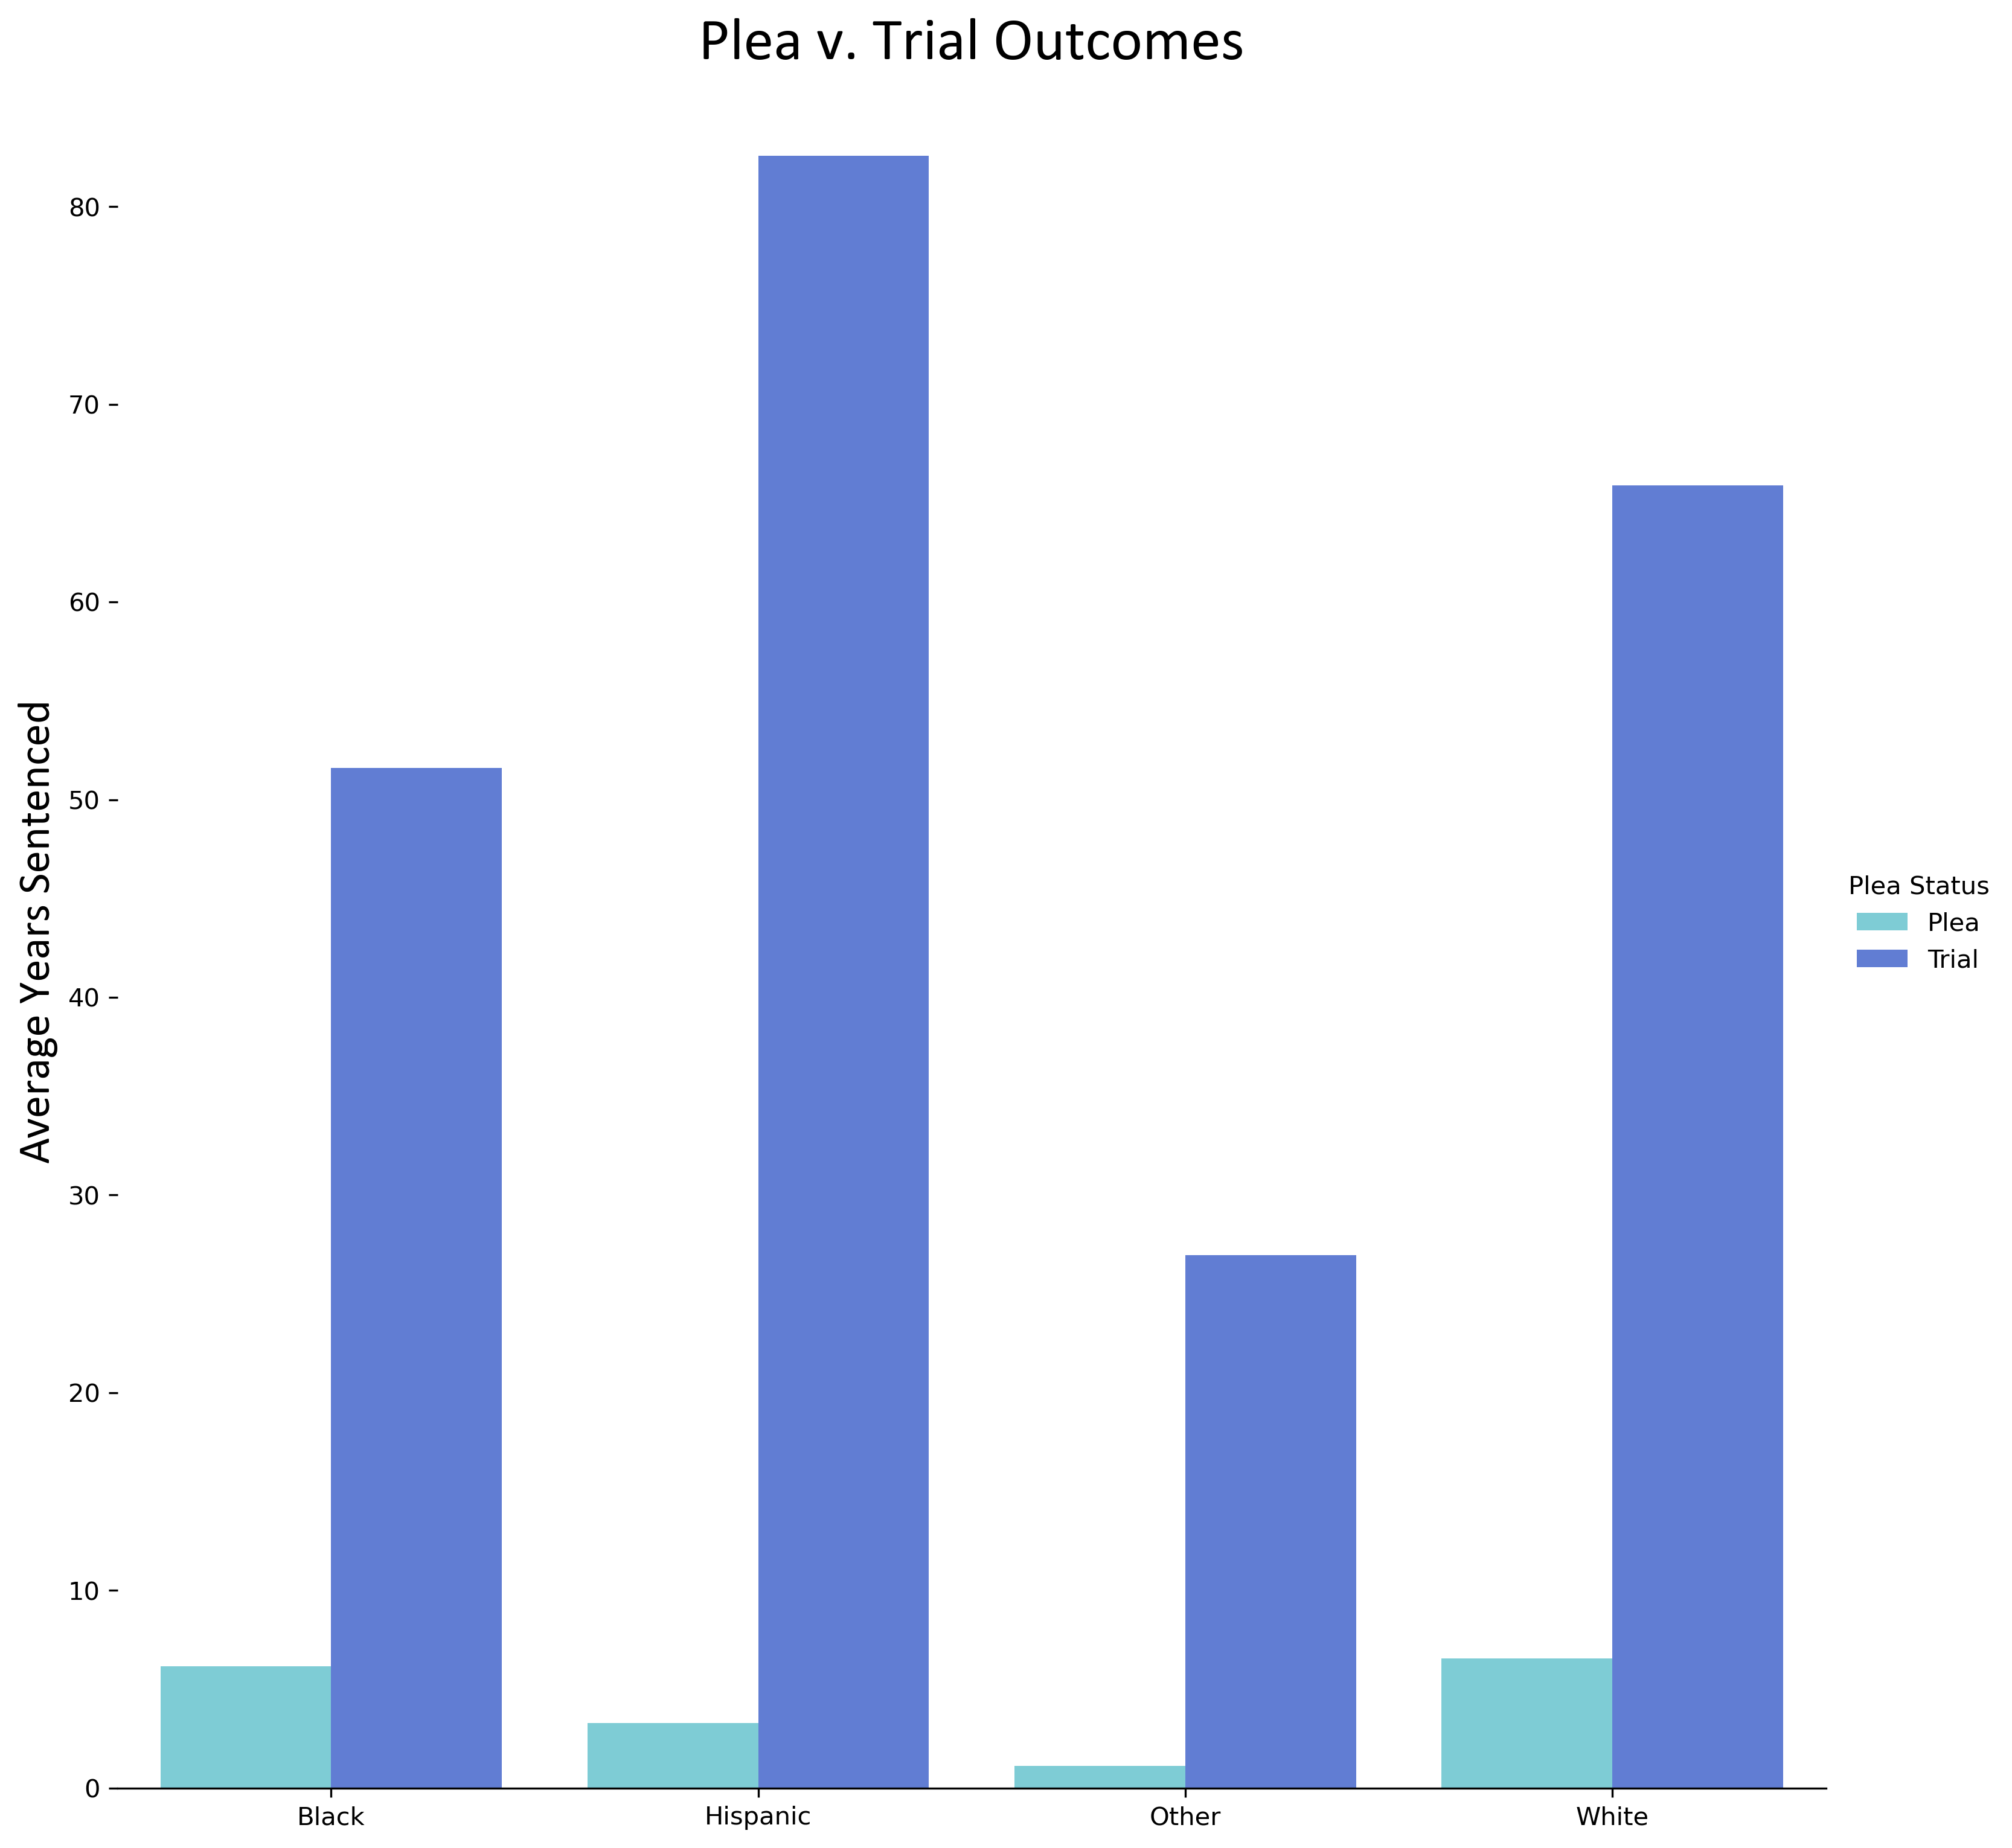 Plea v. Trial Outcomes
Average Years Sentenced
80
70
60
50
40
30
20
10
0
Black
Hispanic
Other
White
Plea Status
Plea
Trial